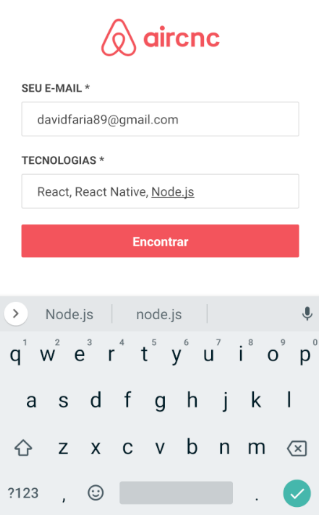 aircnc
SEU E-MAIL *
davidfaria89@gmail.com
TECNOLOGIAS *
React, React Native, Node.js
Encontrar
Node.js node.js
1 2 3 4 5 6 7 8 9 0
q w e r t y u i o p
a s d f g h j k l
z x c v b n m
?123 , .